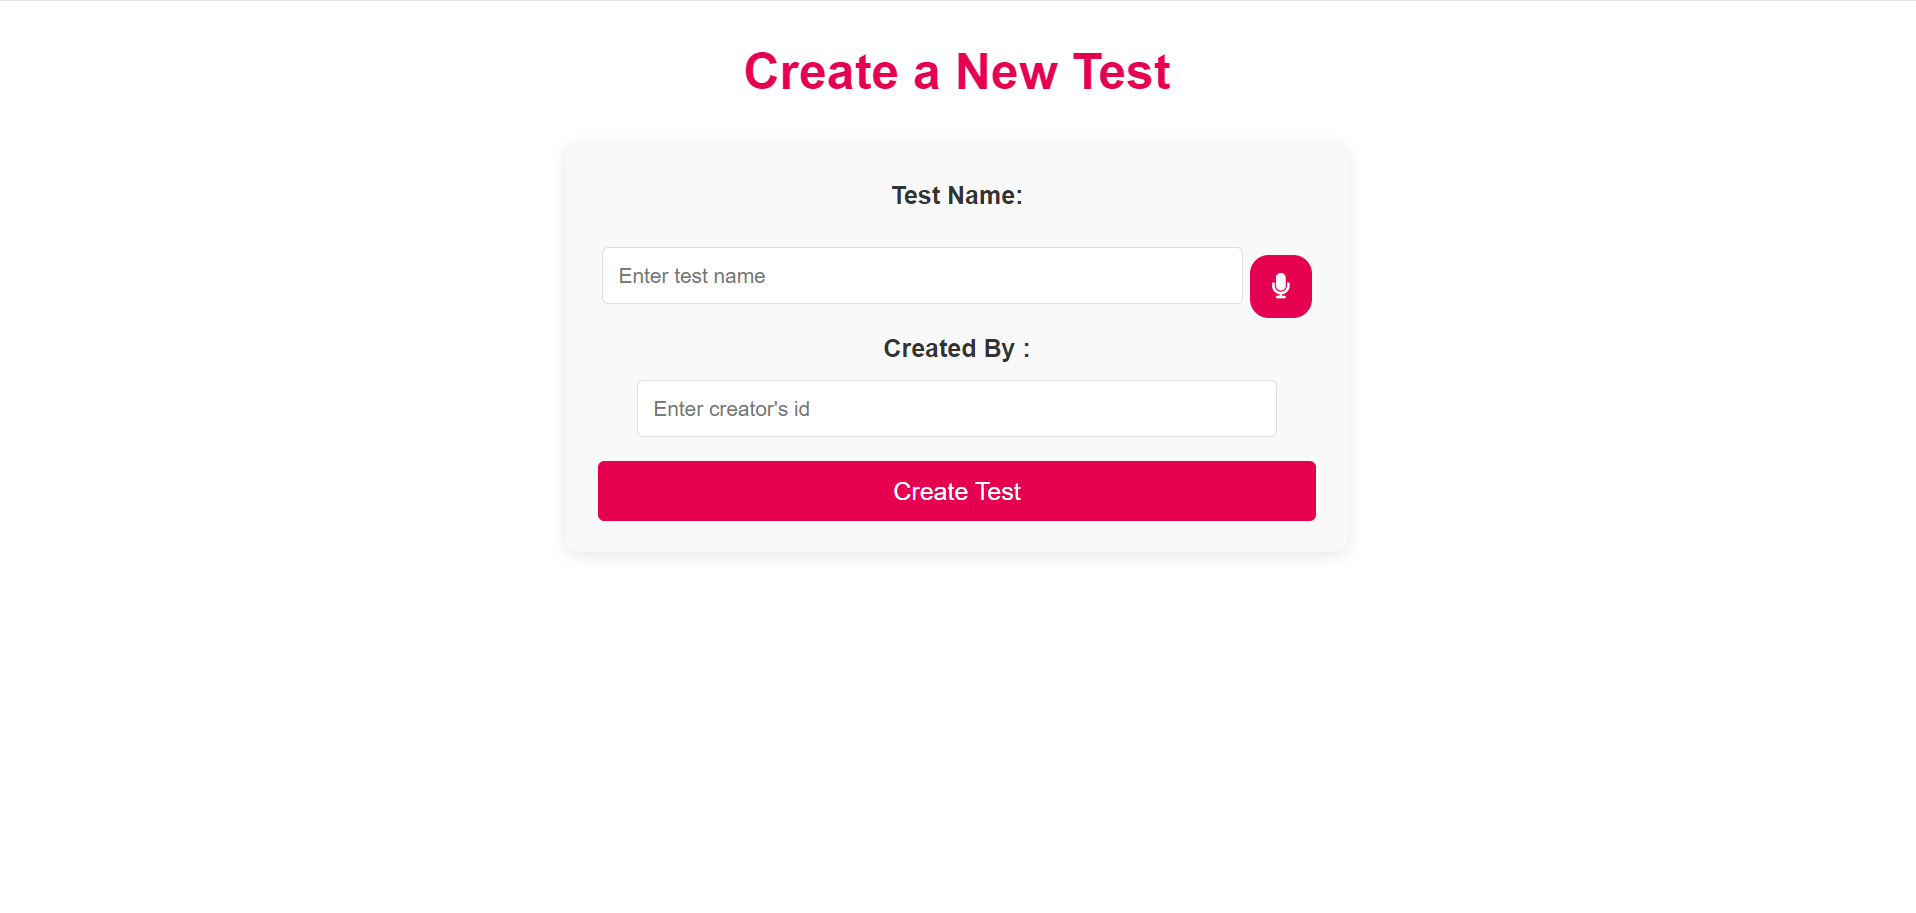 Create a New Test
Test Name:
Enter test name
Created By :
Enter creator's id
Create Test